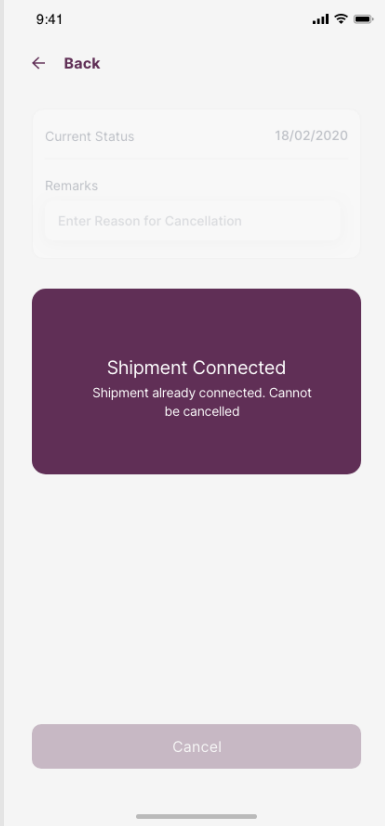 9:41
Back
Current Status 18/02/2020
Remarks
Enter Reason for Cancellation
Shipment Connected
Shipment already connected. Cannot
be cancelled
Cancel